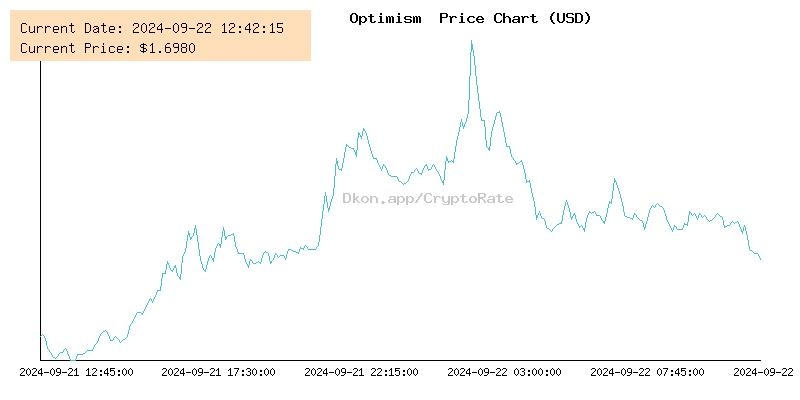 Optimism  Price Chart (USD)
Current Date: 2024-09-22 12:42:15
Current Price: $1.6980
Dkon.app/CryptoRate
2024-09-21 12:45:00 2024-09-21 17:30:00 2024-09-21 22:15:00 2024-09-22 03:00:00 2024-09-22 07:45:00 2024-09-22